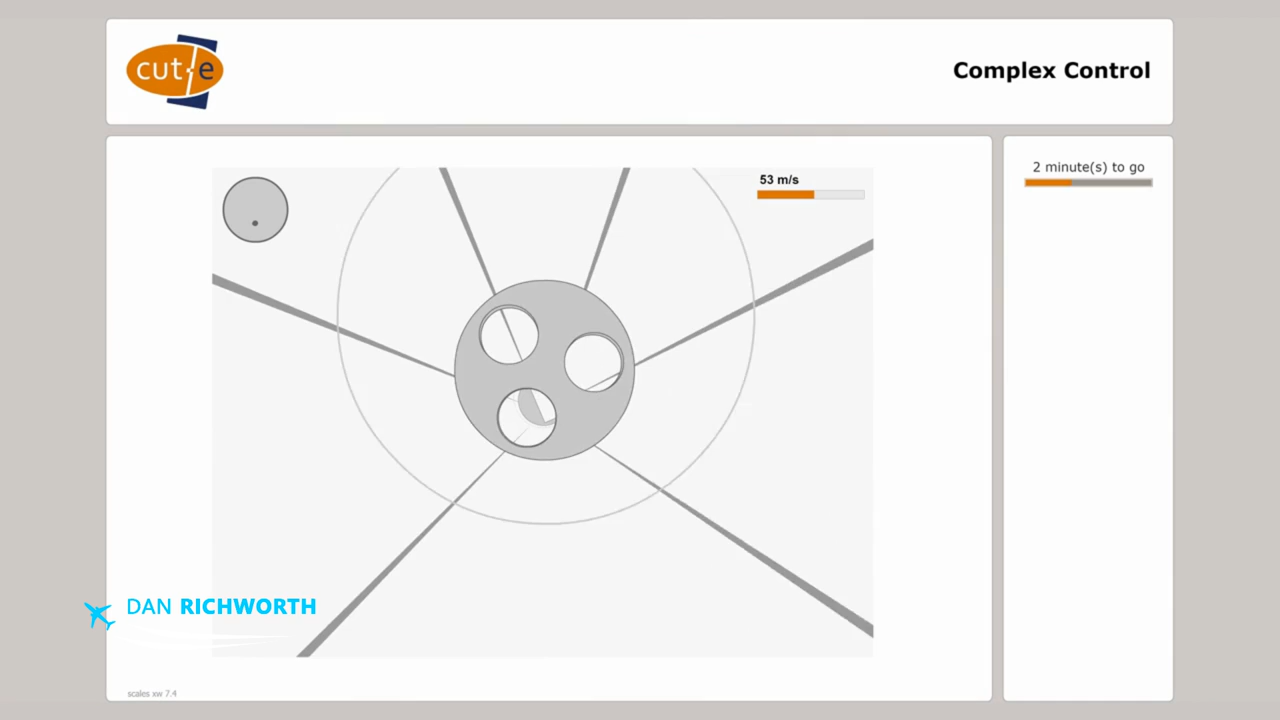 cut-e
Complex Control
2 minute(s) to go
53 m/s
DAN RICHWORTH
scales xw 7.4